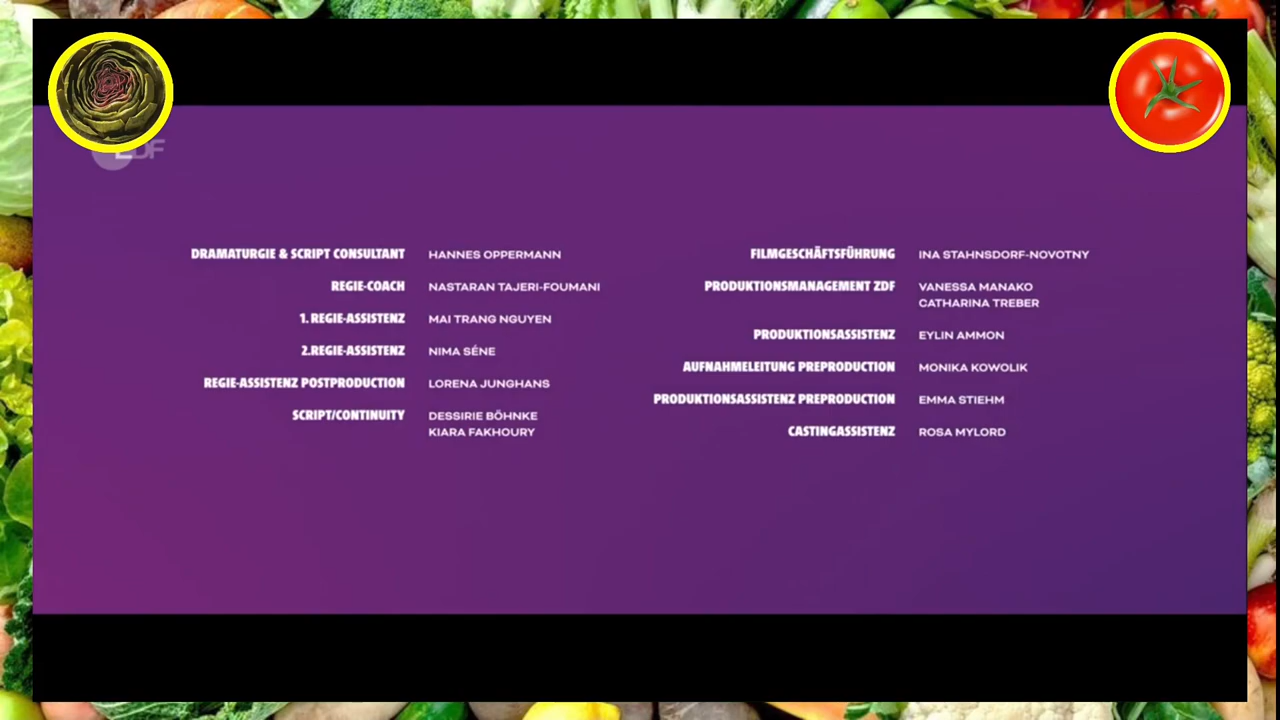 ZDF
DRAMATURGIE & SCRIPT CONSULTANT HANNES OPPERMANN
REGIE-COACH NASTARAN TAJERI-FOUMANI
1. REGIE-ASSISTENZ MAI TRANG NGUYEN
2.REGIE-ASSISTENZ NIMA SÉNE
REGIE-ASSISTENZ POSTPRODUCTION LORENA JUNGHANS
SCRIPT/CONTINUITY DESSIRIE BÖHNKE
KIARA FAKHOURY
FILMGESCHÄFTSFÜHRUNG INA STAHNSDORF-NOVOTNY
PRODUKTIONSMANAGEMENT ZDF VANESSA MANAKO
CATHARINA TREBER
PRODUKTIONSASSISTENZ EYLIN AMMON
AUFNAHMELEITUNG PREPRODUCTION MONIKA KOWOLIK
PRODUKTIONSASSISTENZ PREPRODUCTION EMMA STIEHM
CASTINGASSISTENZ ROSA MYLORD